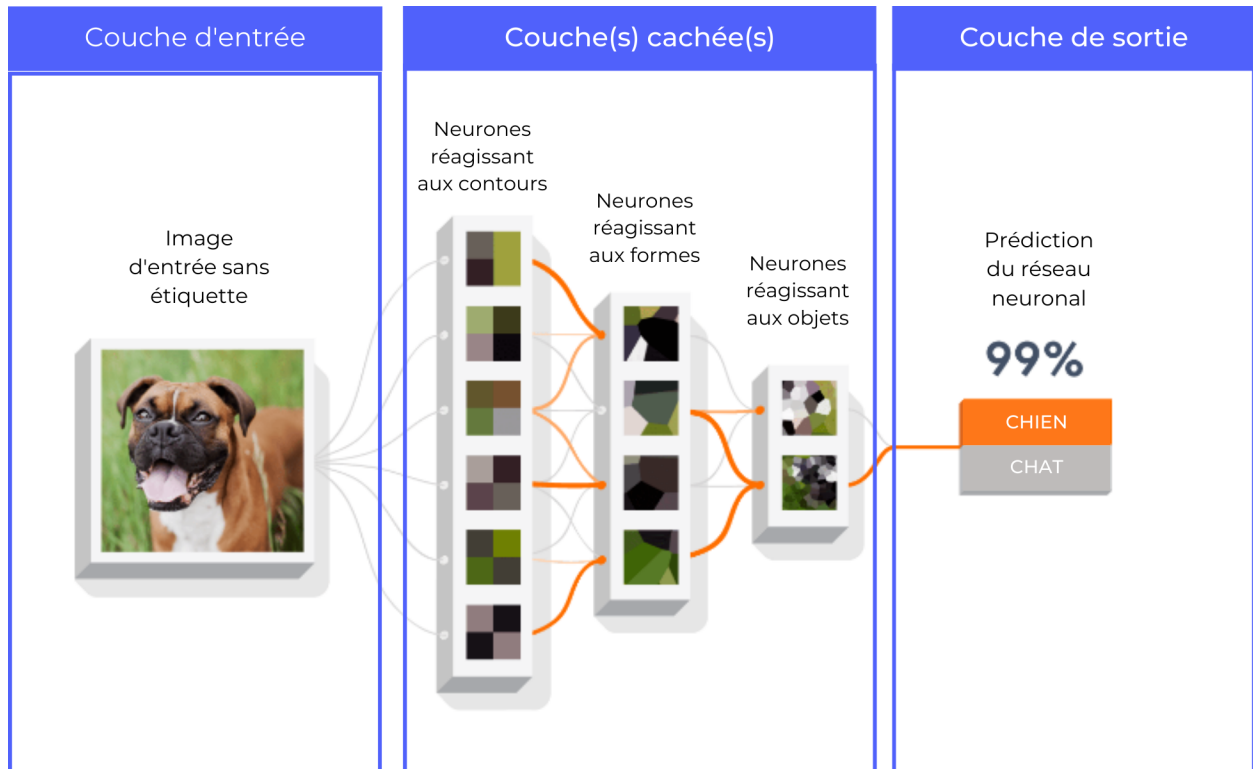 Couche d'entrée
Couche(s) cachée(s)
Couche de sortie
Image
d'entrée sans
étiquette
Neurones
réagissant
aux contours
Neurones
réagissant
aux formes
Neurones
réagissant
aux objets
Prédiction
du réseau
neuronal
99%
CHIEN
CHAT